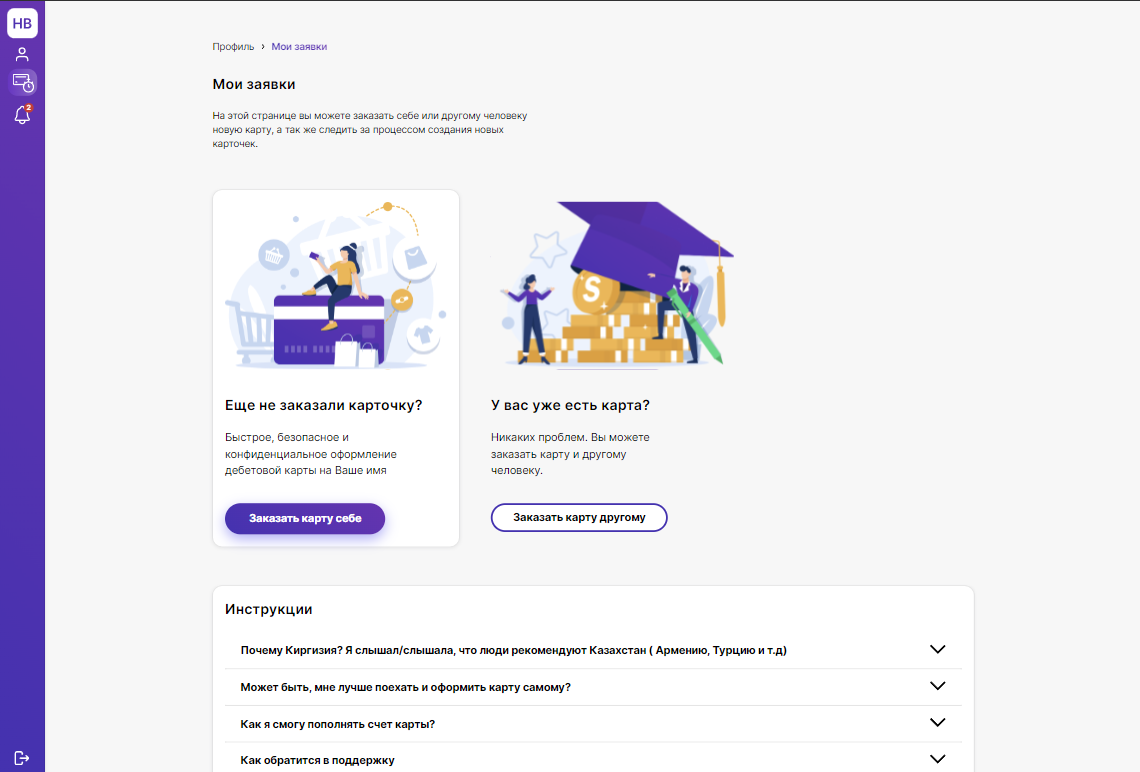 НВ
2
Профиль › Мои заявки
Мои заявки
На этой странице вы можете заказать себе или другому человеку
новую карту, а так же следить за процессом создания новых
карточек.
S
Еще не заказали карточку?
Быстрое, безопасное и
конфиденциальное оформление
дебетовой карты на Ваше имя
Заказать карту себе
У вас уже есть карта?
Никаких проблем. Вы можете
заказать карту и другому
человеку.
Заказать карту другому
Инструкции
Почему Киргизия? Я слышал/слышала, что люди рекомендуют Казахстан ( Армению, Турцию и т.д)
Может быть, мне лучше поехать и оформить карту самому?
Как я смогу пополнять счет карты?
Как обратится в поддержку